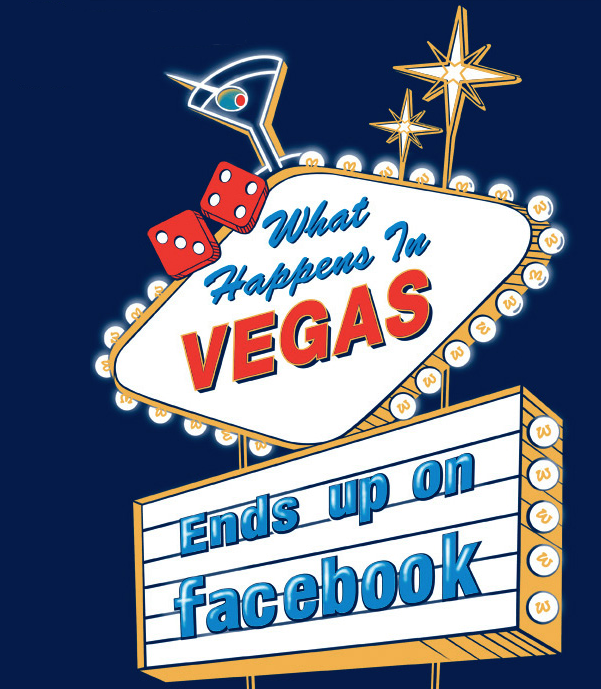 What
Happens In
VEGAS
Ends up on
facebook